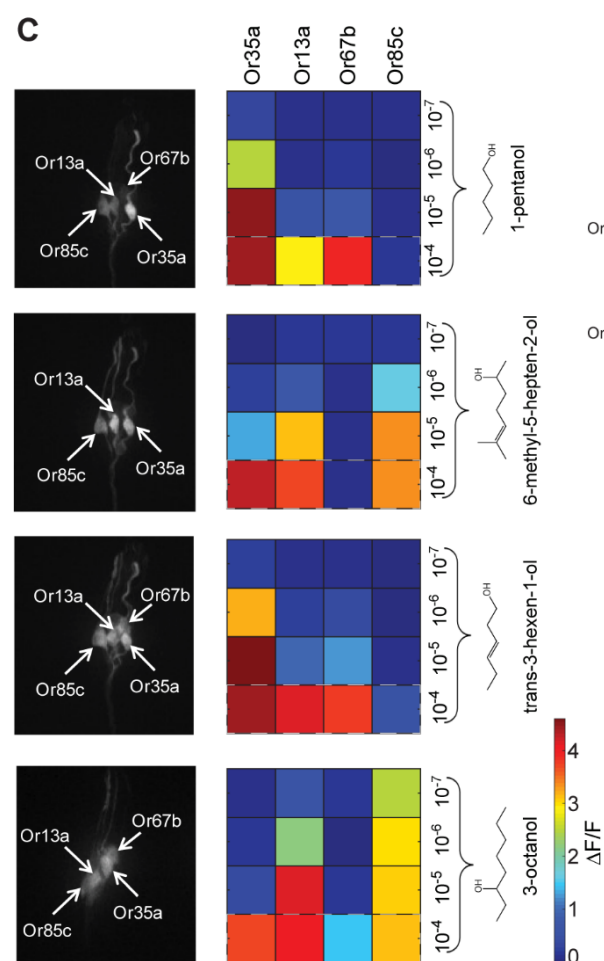 C
Or35a
Or13a
Or67b
Or85c
Or13a
Or67b
Or85c
Or35a
10-7
10-6
10-5
10-4
OH
1-pentanol
Or
Or
Or13a
Or85c
Or35a
10-7
10-6
10-5
10-4
OH
6-methyl-5-hepten-2-ol
Or13a
Or67b
Or85c
Or35a
10-7
10-6
10-5
10-4
OH
trans-3-hexen-1-ol
Or67b
Or13a
Or35a
Or85c
10-7
10-6
10-5
10-4
OH
3-octanol
4
3
2
1
0
ΔF/F